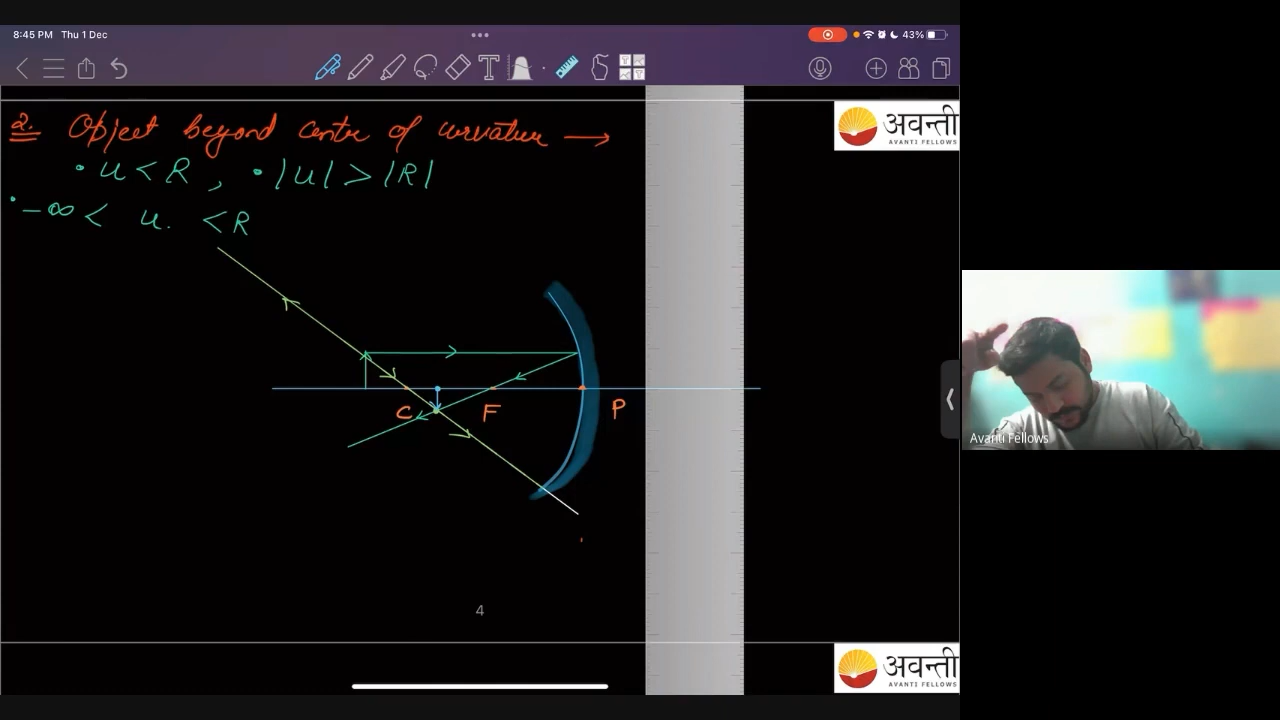 8:45 PM Thu 1 Dec
43%
2. Object beyond centre of curvature →
• u < R , • |u| > |R|
• -∞ < u. < R
अवन्ती
AVANTI FELLOWS
C F P
Avanti Fellows
4
अवन्ती
AVANTI FELLOWS